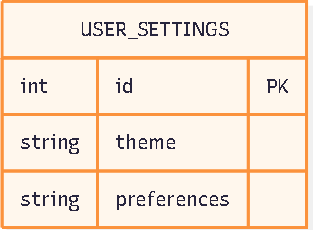 USER_SETTINGS
int id PK
string theme
string preferences